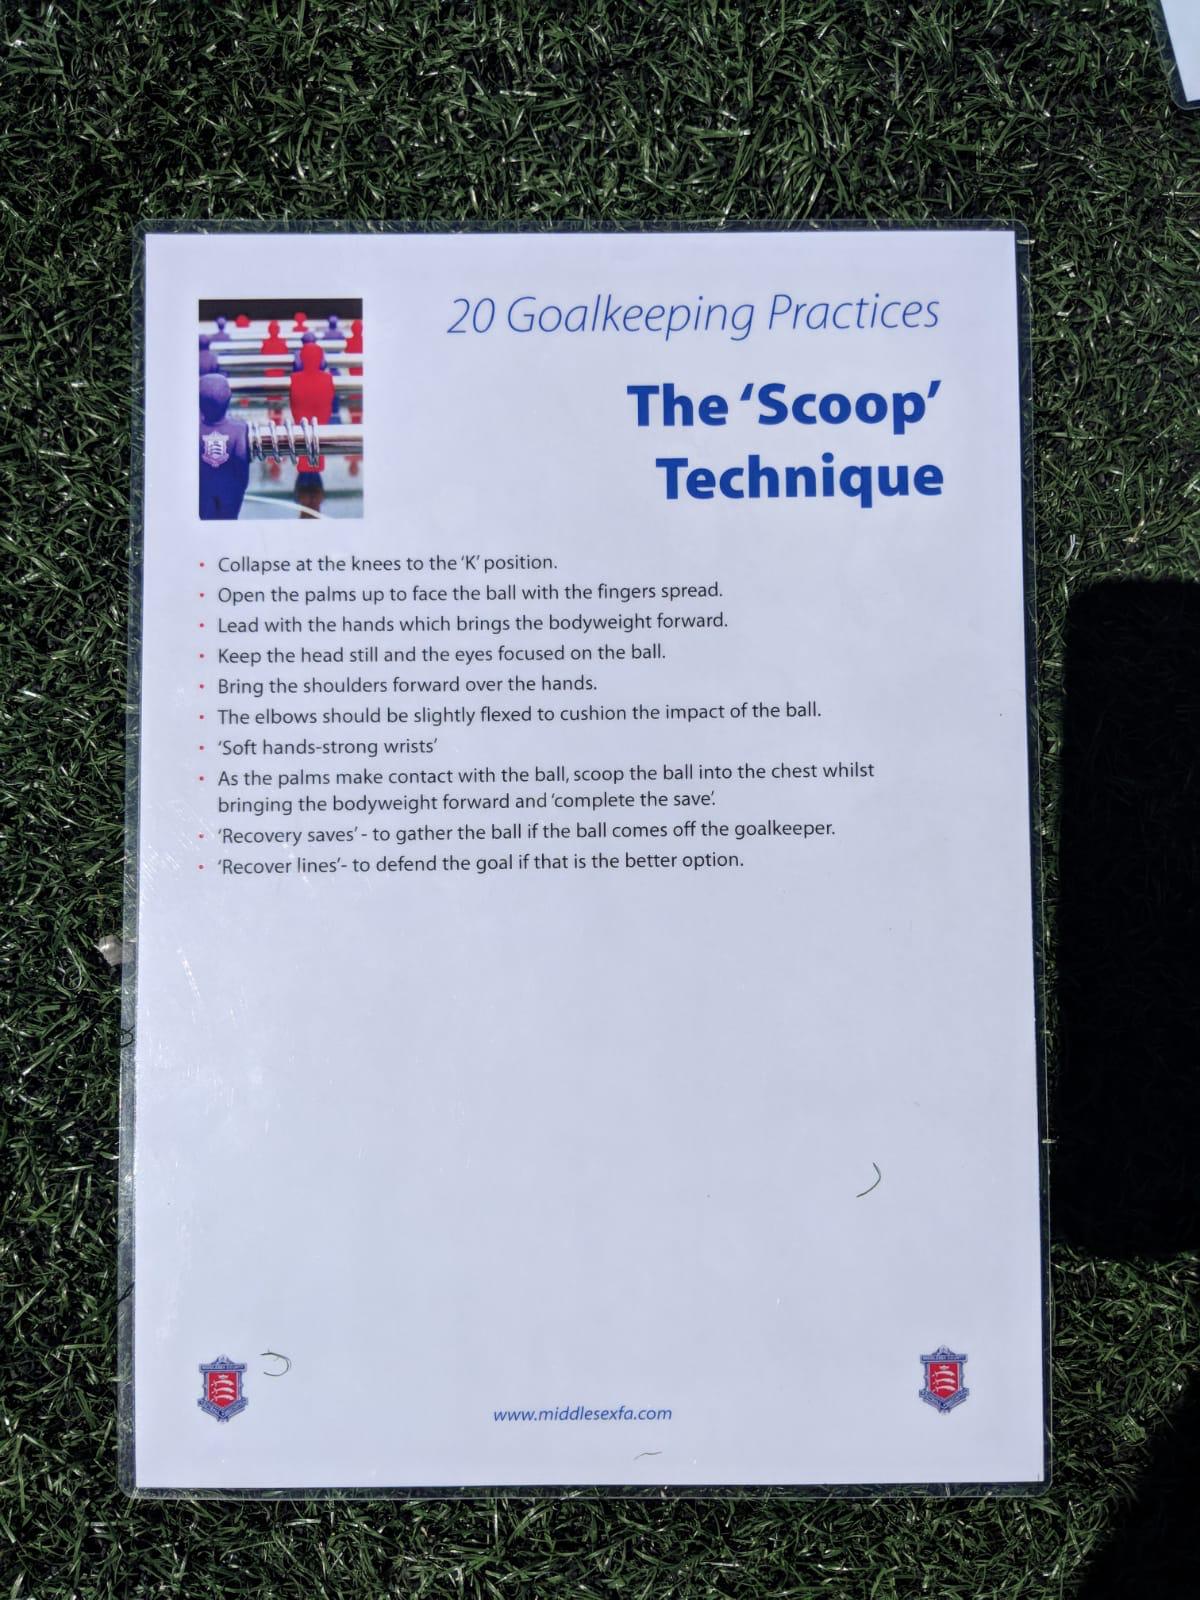 20 Goalkeeping Practices
The ‘Scoop’
Technique
• Collapse at the knees to the ‘K’ position.
• Open the palms up to face the ball with the fingers spread.
• Lead with the hands which brings the bodyweight forward.
• Keep the head still and the eyes focused on the ball.
• Bring the shoulders forward over the hands.
• The elbows should be slightly flexed to cushion the impact of the ball.
• ‘Soft hands-strong wrists’
• As the palms make contact with the ball, scoop the ball into the chest whilst
bringing the bodyweight forward and ‘complete the save’.
• ‘Recovery saves’ - to gather the ball if the ball comes off the goalkeeper.
• ‘Recover lines’- to defend the goal if that is the better option.
www.middlesexfa.com